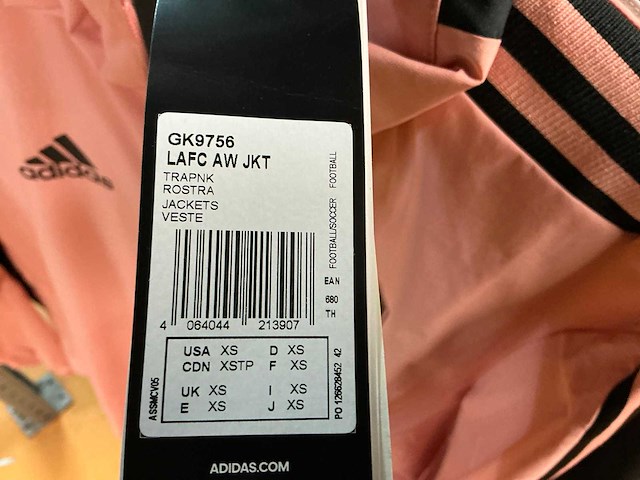 adidas
GK9756
LAFC AW JKT
TRAPNK
ROSTRA
JACKETS
VESTE
FOOTBALL/SOCCER FOOTBALL
EAN
680
TH
4 064044 213907
USA XS D XS
CDN XSTP F XS
UK XS I XS
E XS J XS
ASSMCV05
PO 126628452 42
ADIDAS.COM